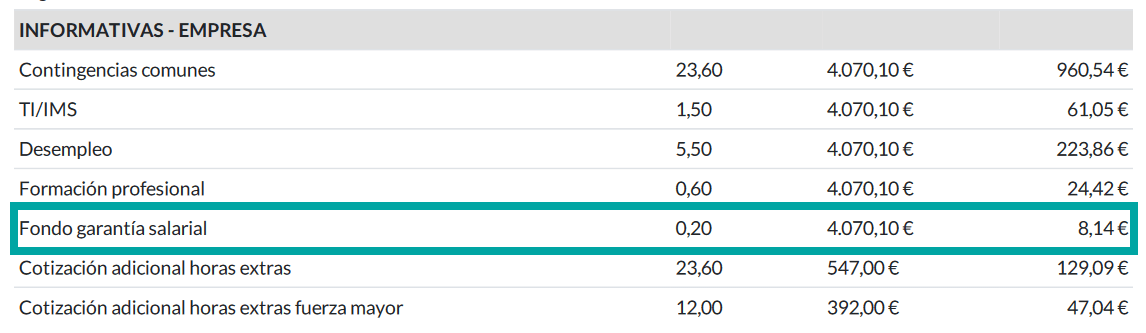 INFORMATIVAS - EMPRESA
Contingencias comunes 23,60 4.070,10 € 960,54 €
TI/IMS 1,50 4.070,10 € 61,05 €
Desempleo 5,50 4.070,10 € 223,86 €
Formación profesional 0,60 4.070,10 € 24,42 €
Fondo garantía salarial 0,20 4.070,10 € 8,14 €
Cotización adicional horas extras 23,60 547,00 € 129,09 €
Cotización adicional horas extras fuerza mayor 12,00 392,00 € 47,04 €